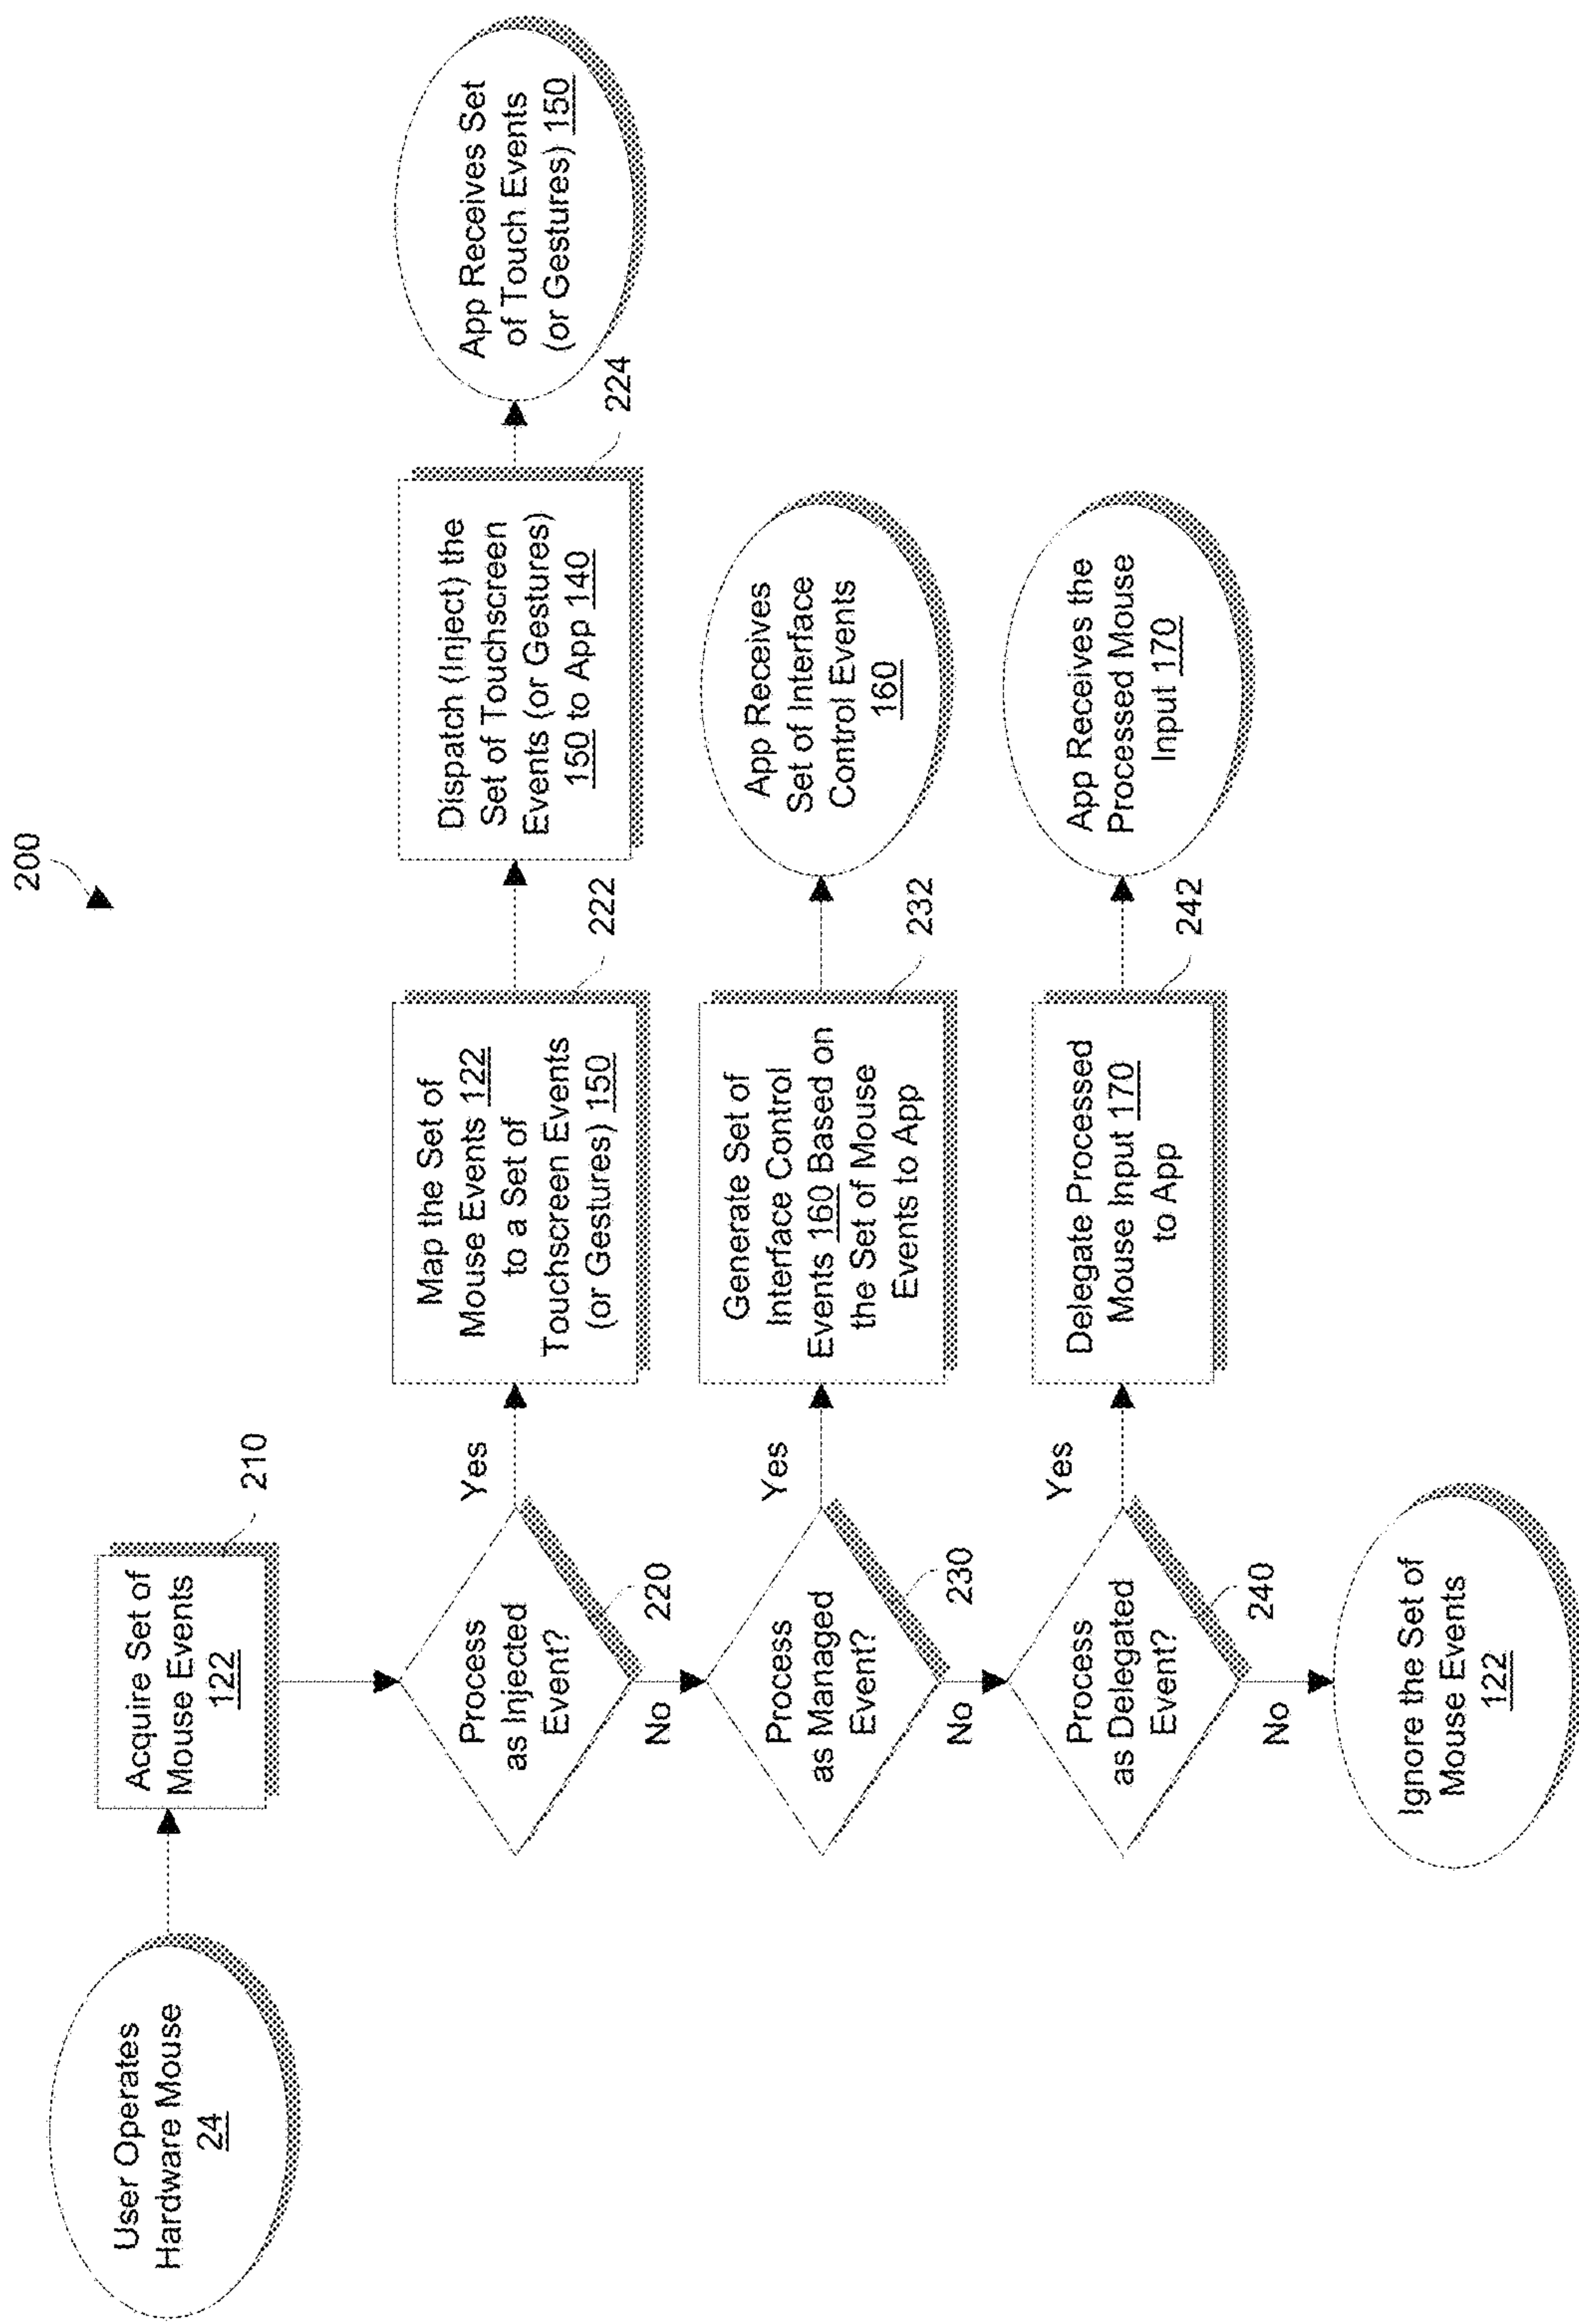 200
User Operates
Hardware Mouse
24
Acquire Set of
Mouse Events
122
210
Process
as Injected
Event?
220
Yes
No
Map the Set of
Mouse Events 122
to a Set of
Touchscreen Events
(or Gestures) 150
222
Dispatch (Inject) the
Set of Touchscreen
Events (or Gestures)
150 to App 140
224
App Receives Set
of Touch Events
(or Gestures) 150
Process
as Managed
Event?
230
Yes
No
Generate Set of
Interface Control
Events 160 Based on
the Set of Mouse
Events to App
232
App Receives
Set of Interface
Control Events
160
Process
as Delegated
Event?
240
Yes
No
Delegate Processed
Mouse Input 170
to App
242
App Receives the
Processed Mouse
Input 170
Ignore the Set of
Mouse Events
122